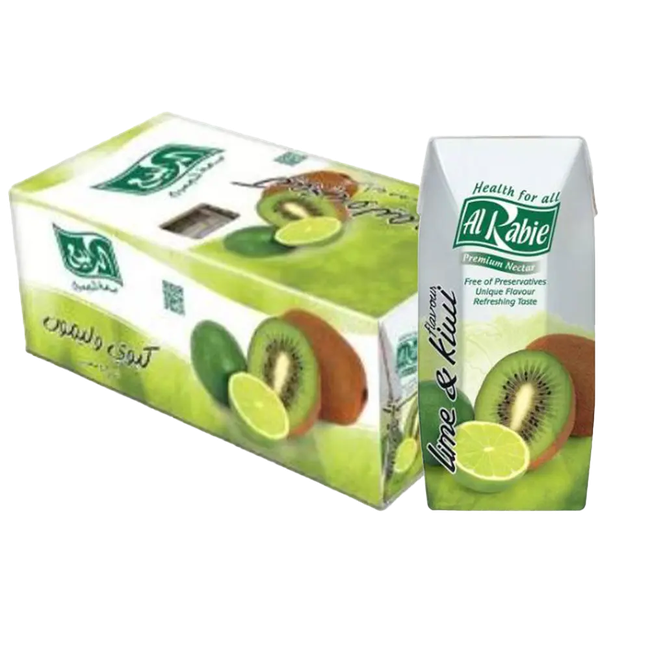 الربيع
كيوي وليمون
الربيع
Health for all
Al Rabie
Premium Nectar
Free of Preservatives
Unique Flavour
Refreshing Taste
lime & kiwi
flavour